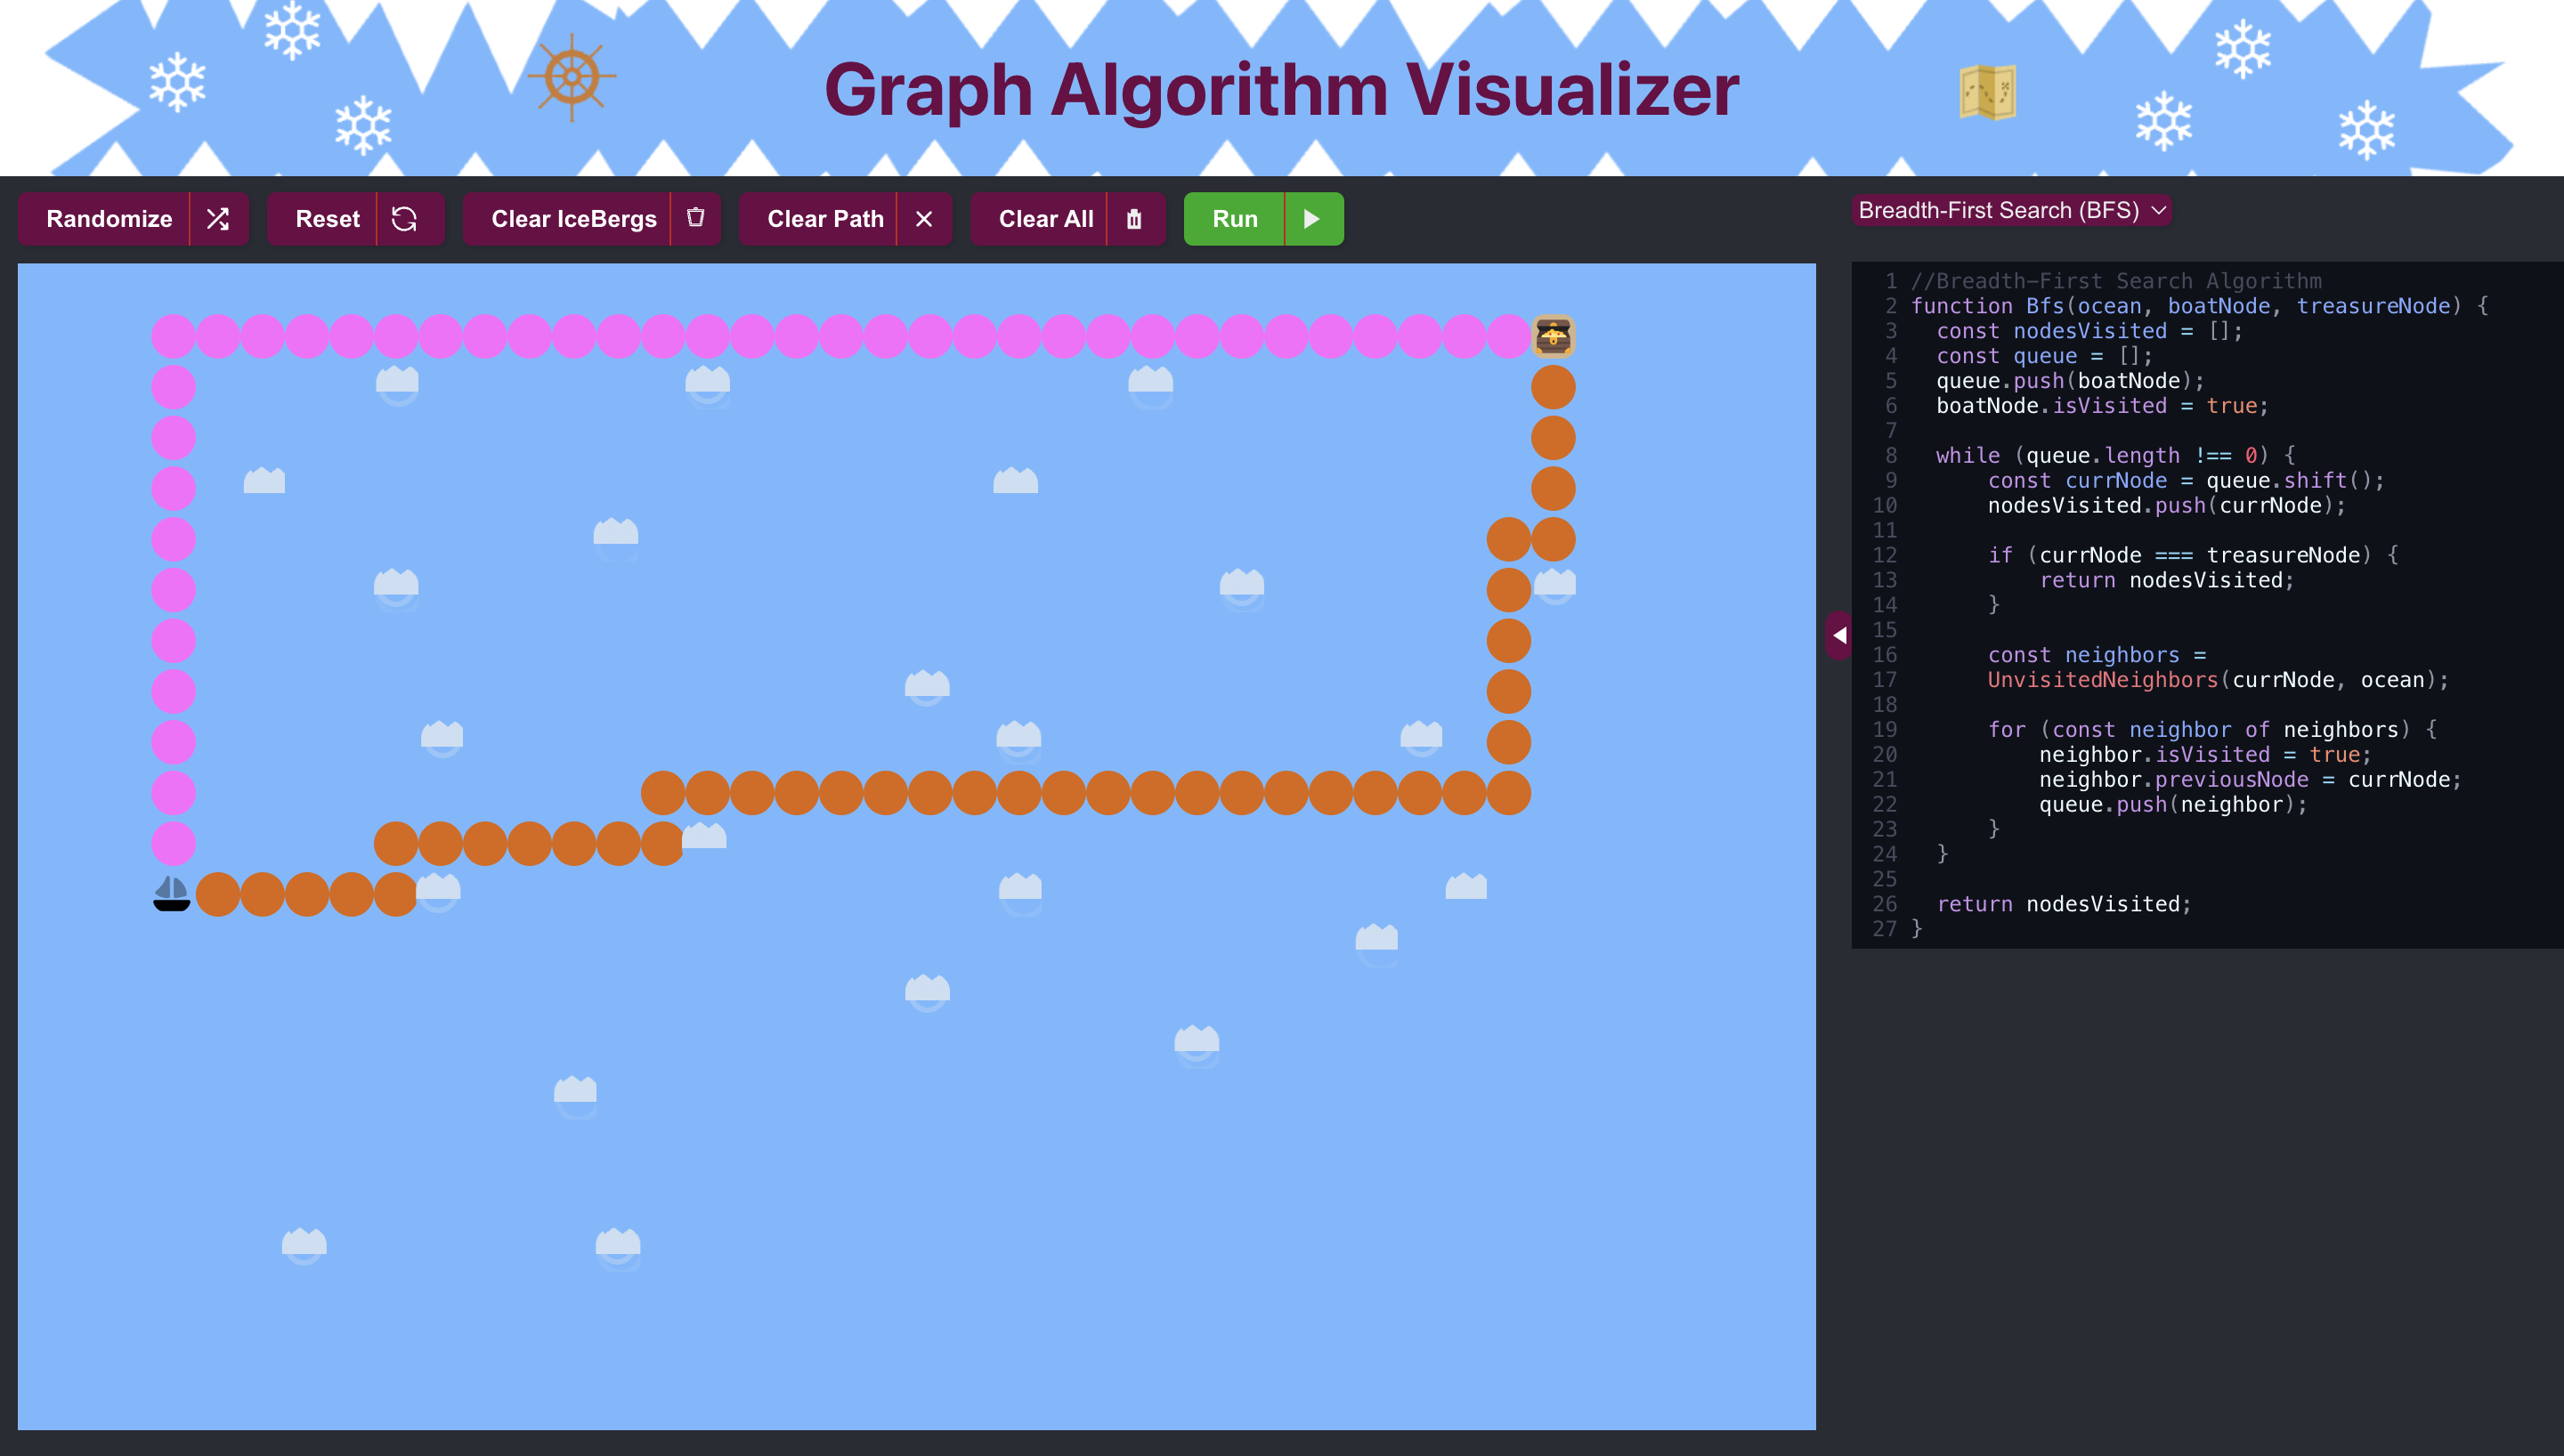 Graph Algorithm Visualizer
Randomize
Reset
Clear IceBergs
Clear Path
Clear All
Run
Breadth-First Search (BFS)
1 //Breadth-First Search Algorithm
2 function Bfs(ocean, boatNode, treasureNode) {
3 const nodesVisited = [];
4 const queue = [];
5 queue.push(boatNode);
6 boatNode.isVisited = true;
7
8 while (queue.length !== 0) {
9 const currNode = queue.shift();
10 nodesVisited.push(currNode);
11
12 if (currNode === treasureNode) {
13 return nodesVisited;
14 }
15
16 const neighbors =
17 UnvisitedNeighbors(currNode, ocean);
18
19 for (const neighbor of neighbors) {
20 neighbor.isVisited = true;
21 neighbor.previousNode = currNode;
22 queue.push(neighbor);
23 }
24 }
25
26 return nodesVisited;
27 }